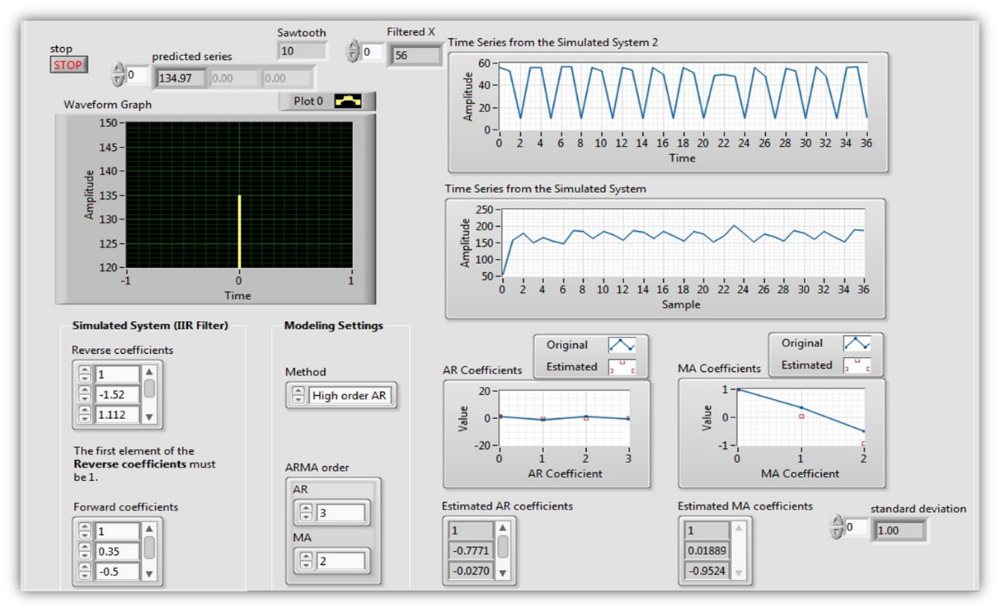 stop
STOP
predicted series
0
134.97
0.00
0.00
Sawtooth
10
Filtered X
0
56
Waveform Graph
Plot 0
150
145
140
135
130
125
120
Amplitude
-1 0 1
Time
Time Series from the Simulated System 2
60
40
20
0
Amplitude
0 2 4 6 8 10 12 14 16 18 20 22 24 26 28 30 32 34 36
Time
Time Series from the Simulated System
250
200
150
100
50
Amplitude
0 2 4 6 8 10 12 14 16 18 20 22 24 26 28 30 32 34 36
Sample
Simulated System (IIR Filter)
Reverse coefficients
1
-1.52
1.112
The first element of the
Reverse coefficients must
be 1.
Forward coefficients
1
0.35
-0.5
Modeling Settings
Method
High order AR
ARMA order
AR
3
MA
2
AR Coefficients
Original
Estimated
20
0
-20
Value
0 1 2 3
AR Coefficient
Estimated AR coefficients
1
-0.7771
-0.0270
MA Coefficients
Original
Estimated
1
0
-1
Value
0 1 2
MA Coefficient
Estimated MA coefficients
1
0.01889
-0.9524
standard deviation
0
1.00